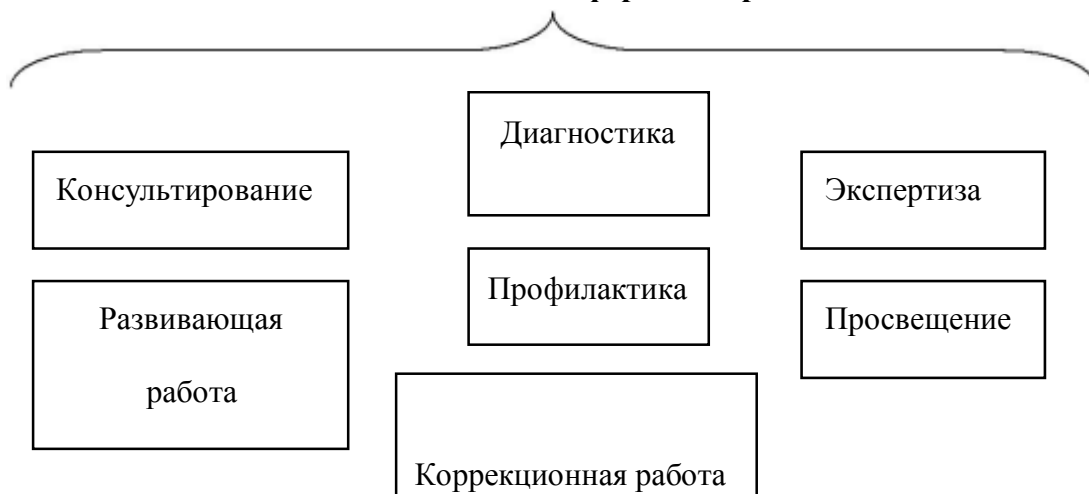 Диагностика
Консультирование
Экспертиза
Профилактика
Развивающая
работа
Просвещение
Коррекционная работа